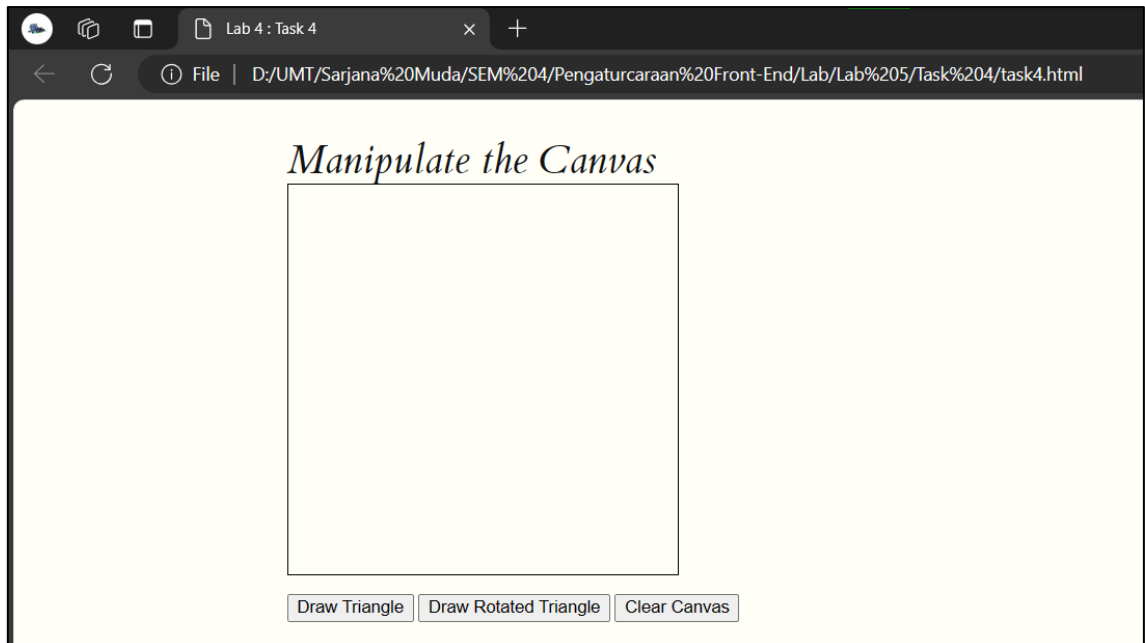 Lab 4 : Task 4
File | D:/UMT/Sarjana%20Muda/SEM%204/Pengaturcaraan%20Front-End/Lab/Lab%205/Task%204/task4.html
Manipulate the Canvas
Draw Triangle Draw Rotated Triangle Clear Canvas